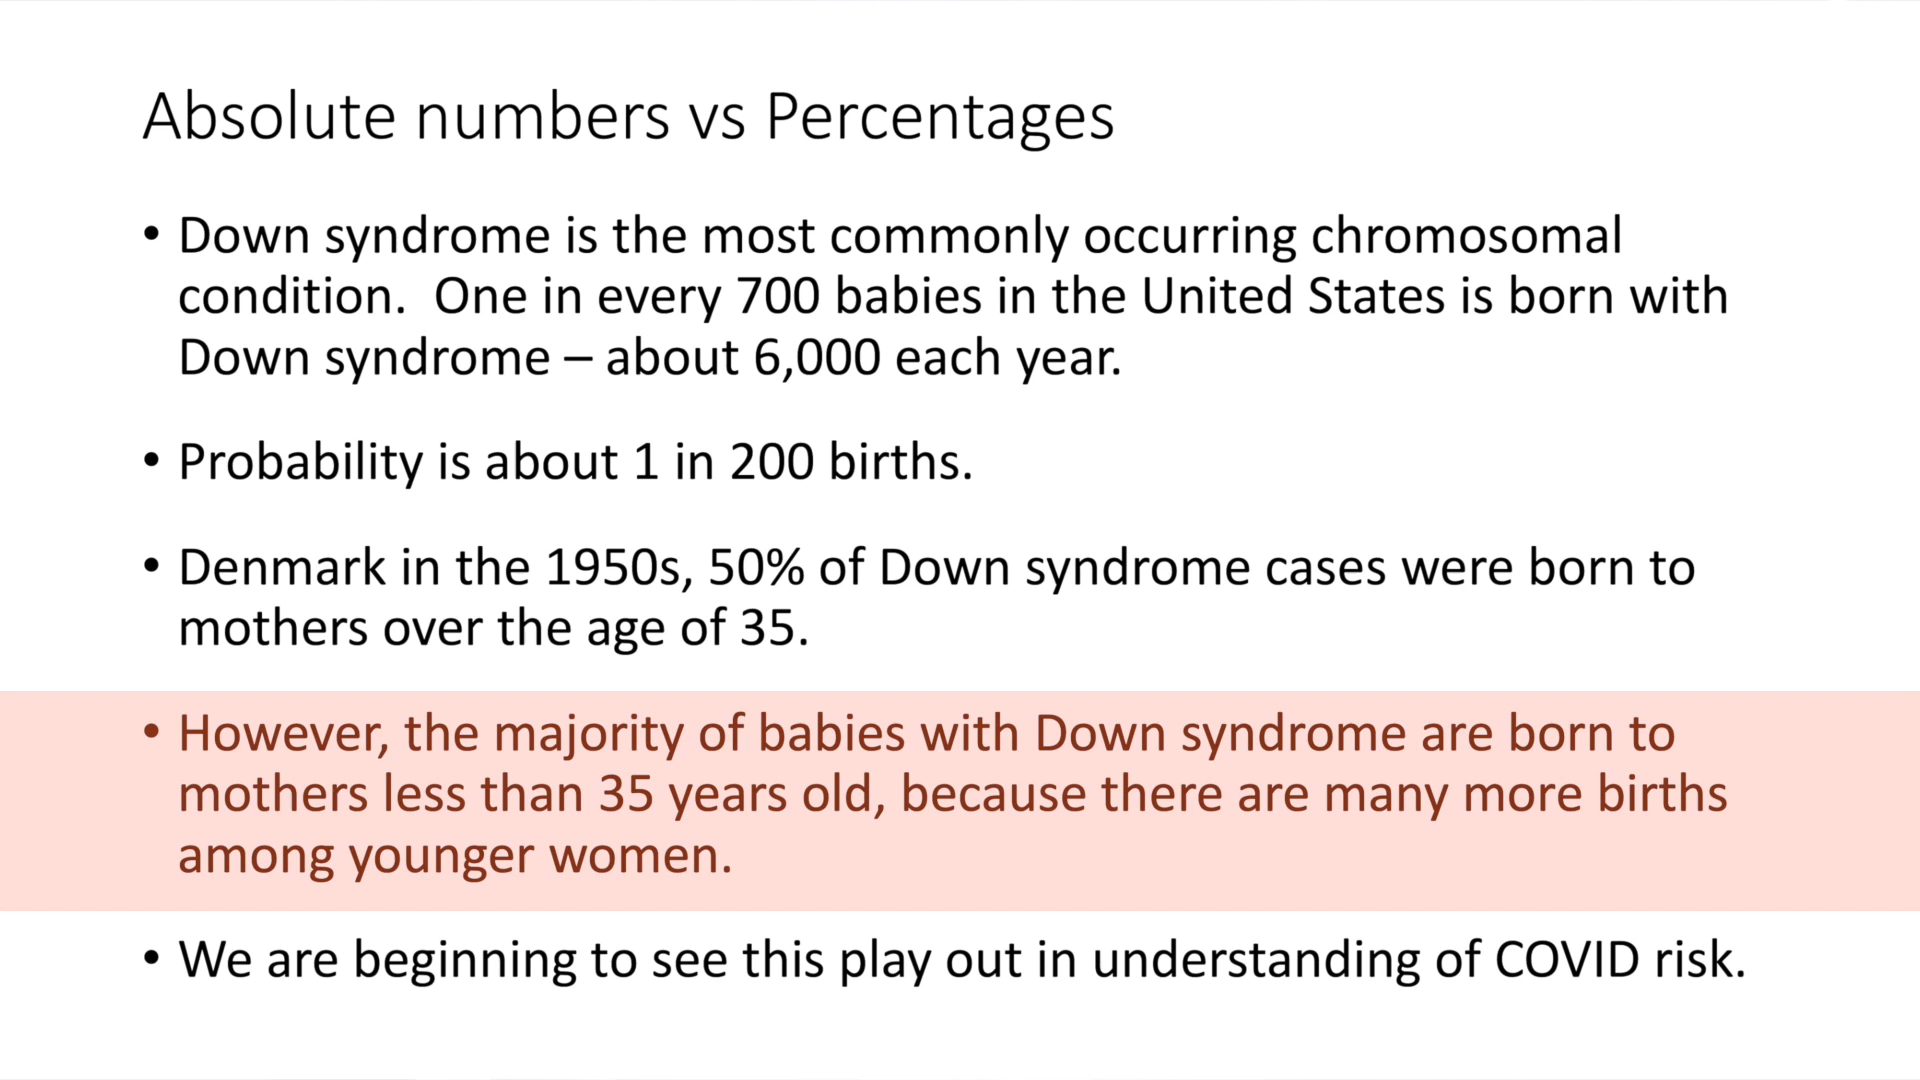 Absolute numbers vs Percentages
• Down syndrome is the most commonly occurring chromosomal
condition.  One in every 700 babies in the United States is born with
Down syndrome – about 6,000 each year.
• Probability is about 1 in 200 births.
• Denmark in the 1950s, 50% of Down syndrome cases were born to
mothers over the age of 35.
• However, the majority of babies with Down syndrome are born to
mothers less than 35 years old, because there are many more births
among younger women.
• We are beginning to see this play out in understanding of COVID risk.